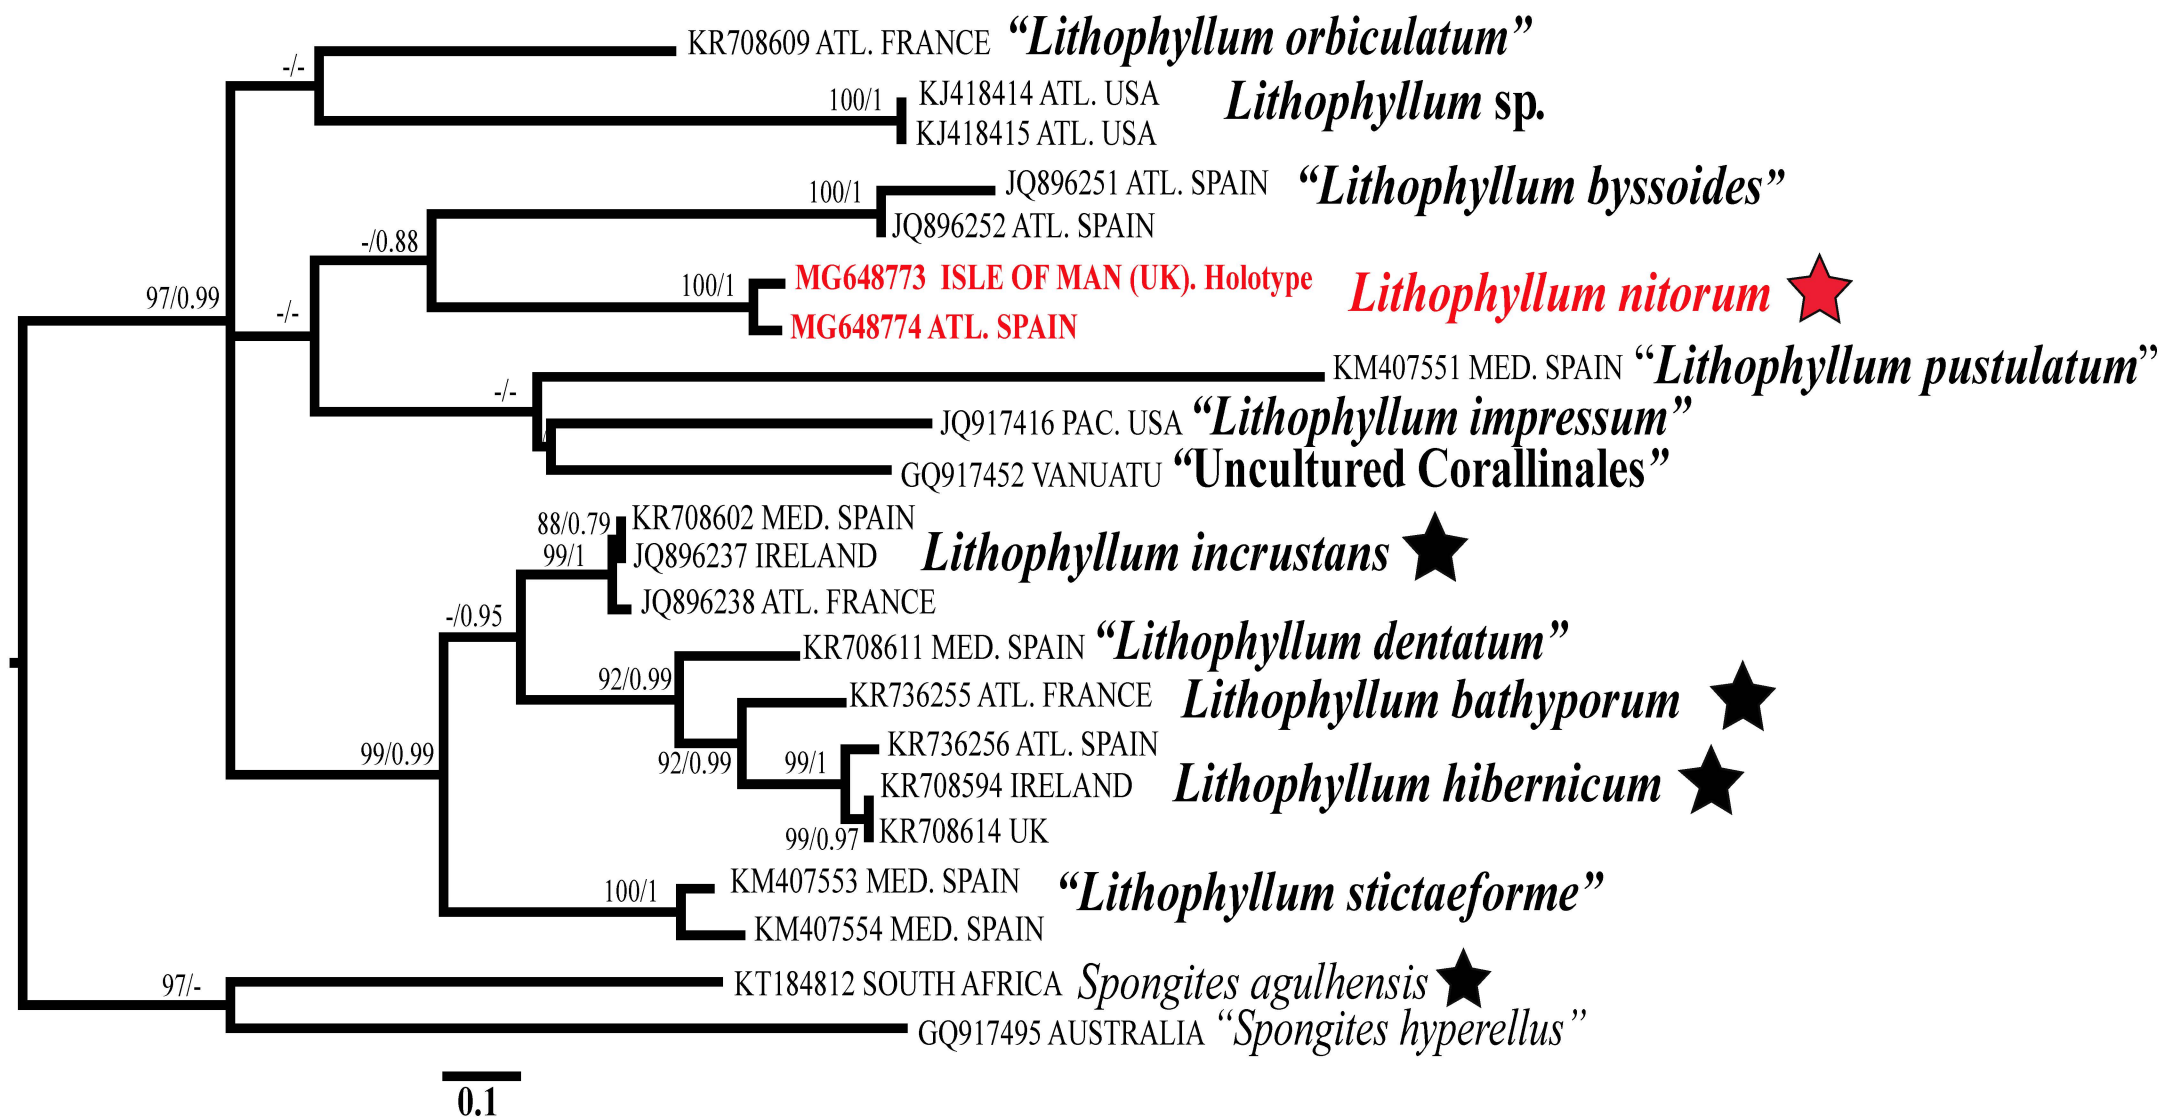 KR708609 ATL. FRANCE “Lithophyllum orbiculatum”
-/-
100/1 KJ418414 ATL. USA Lithophyllum sp.
KJ418415 ATL. USA
100/1 JQ896251 ATL. SPAIN “Lithophyllum byssoides”
JQ896252 ATL. SPAIN
-/0.88
100/1 MG648773 ISLE OF MAN (UK). Holotype Lithophyllum nitorum
MG648774 ATL. SPAIN
97/0.99
-/-
KM407551 MED. SPAIN “Lithophyllum pustulatum”
-/-
JQ917416 PAC. USA “Lithophyllum impressum”
GQ917452 VANUATU “Uncultured Corallinales”
88/0.79 KR708602 MED. SPAIN
99/1 JQ896237 IRELAND Lithophyllum incrustans
JQ896238 ATL. FRANCE
-/0.95
KR708611 MED. SPAIN “Lithophyllum dentatum”
92/0.99
KR736255 ATL. FRANCE Lithophyllum bathyporum
99/0.99
92/0.99 99/1 KR736256 ATL. SPAIN
KR708594 IRELAND Lithophyllum hibernicum
99/0.97 KR708614 UK
100/1 KM407553 MED. SPAIN “Lithophyllum stictaeforme”
KM407554 MED. SPAIN
97/- KT184812 SOUTH AFRICA Spongites agulhensis
GQ917495 AUSTRALIA “Spongites hyperellus”
0.1